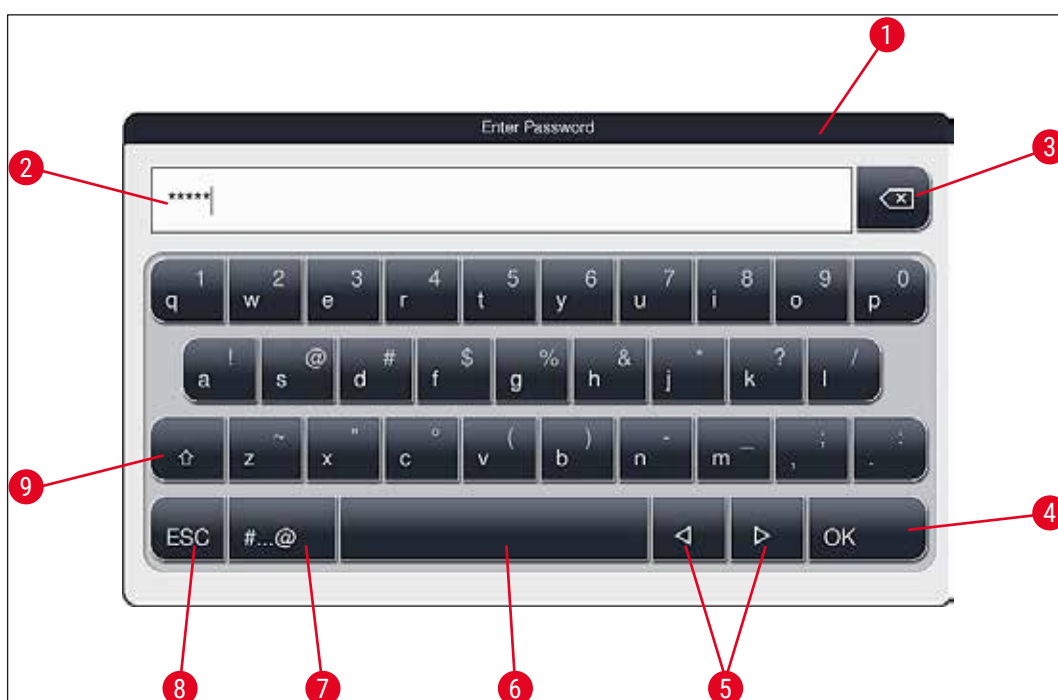 1
Enter Password
2
*****
3
1 2 3 4 5 6 7 8 9 0
q w e r t y u i o p
! @ # $ % & * ? /
a s d f g h j k l
~ " ° ( ) - _ ; :
z x c v b n m , .
9
ESC #...@ OK
4
8 7 6 5